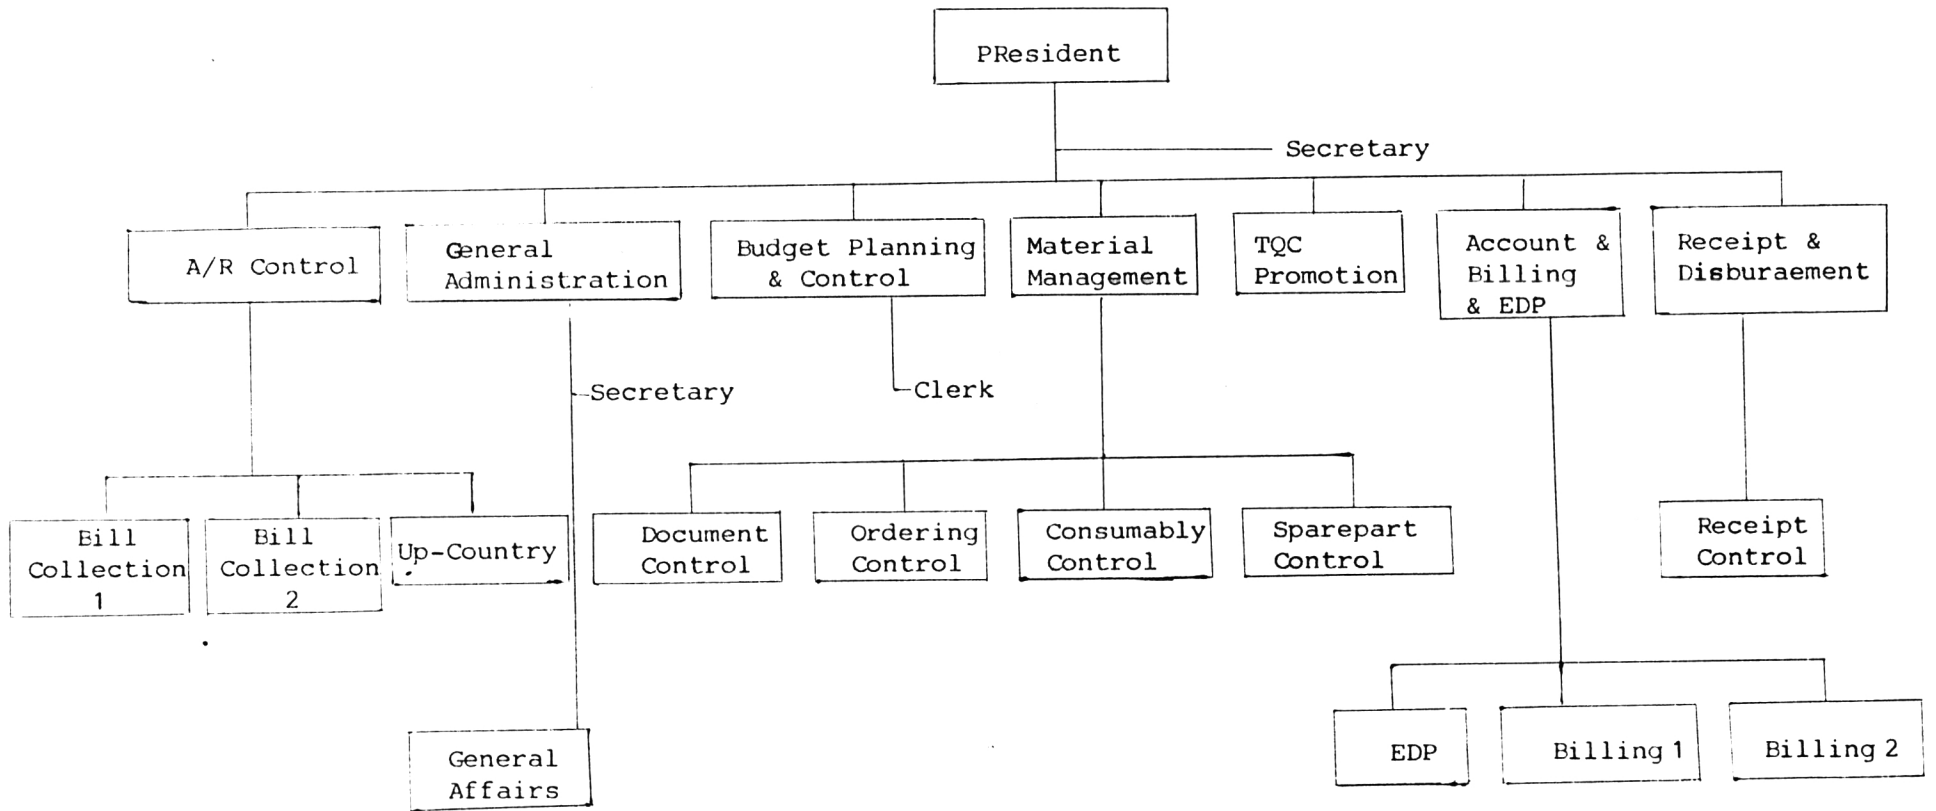 PResident
Secretary
A/R Control
General
Administration
Budget Planning
& Control
Material
Management
TQC
Promotion
Account &
Billing
& EDP
Receipt &
Disburaement
Secretary
Clerk
Bill
Collection
1
Bill
Collection
2
Up-Country
Document
Control
Ordering
Control
Consumably
Control
Sparepart
Control
Receipt
Control
General
Affairs
EDP
Billing 1
Billing 2